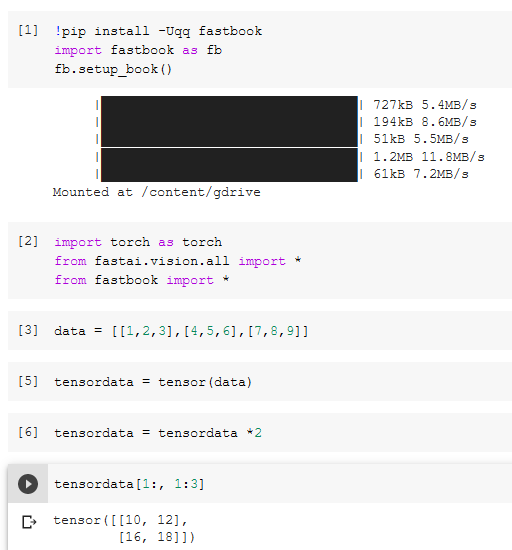 [1] !pip install -Uqq fastbook
import fastbook as fb
fb.setup_book()
727kB 5.4MB/s
194kB 8.6MB/s
51kB 5.5MB/s
1.2MB 11.8MB/s
61kB 7.2MB/s
Mounted at /content/gdrive
[2] import torch as torch
from fastai.vision.all import *
from fastbook import *
[3] data = [[1,2,3],[4,5,6],[7,8,9]]
[5] tensordata = tensor(data)
[6] tensordata = tensordata *2
tensordata[1:, 1:3]
tensor([[10, 12],
[16, 18]])